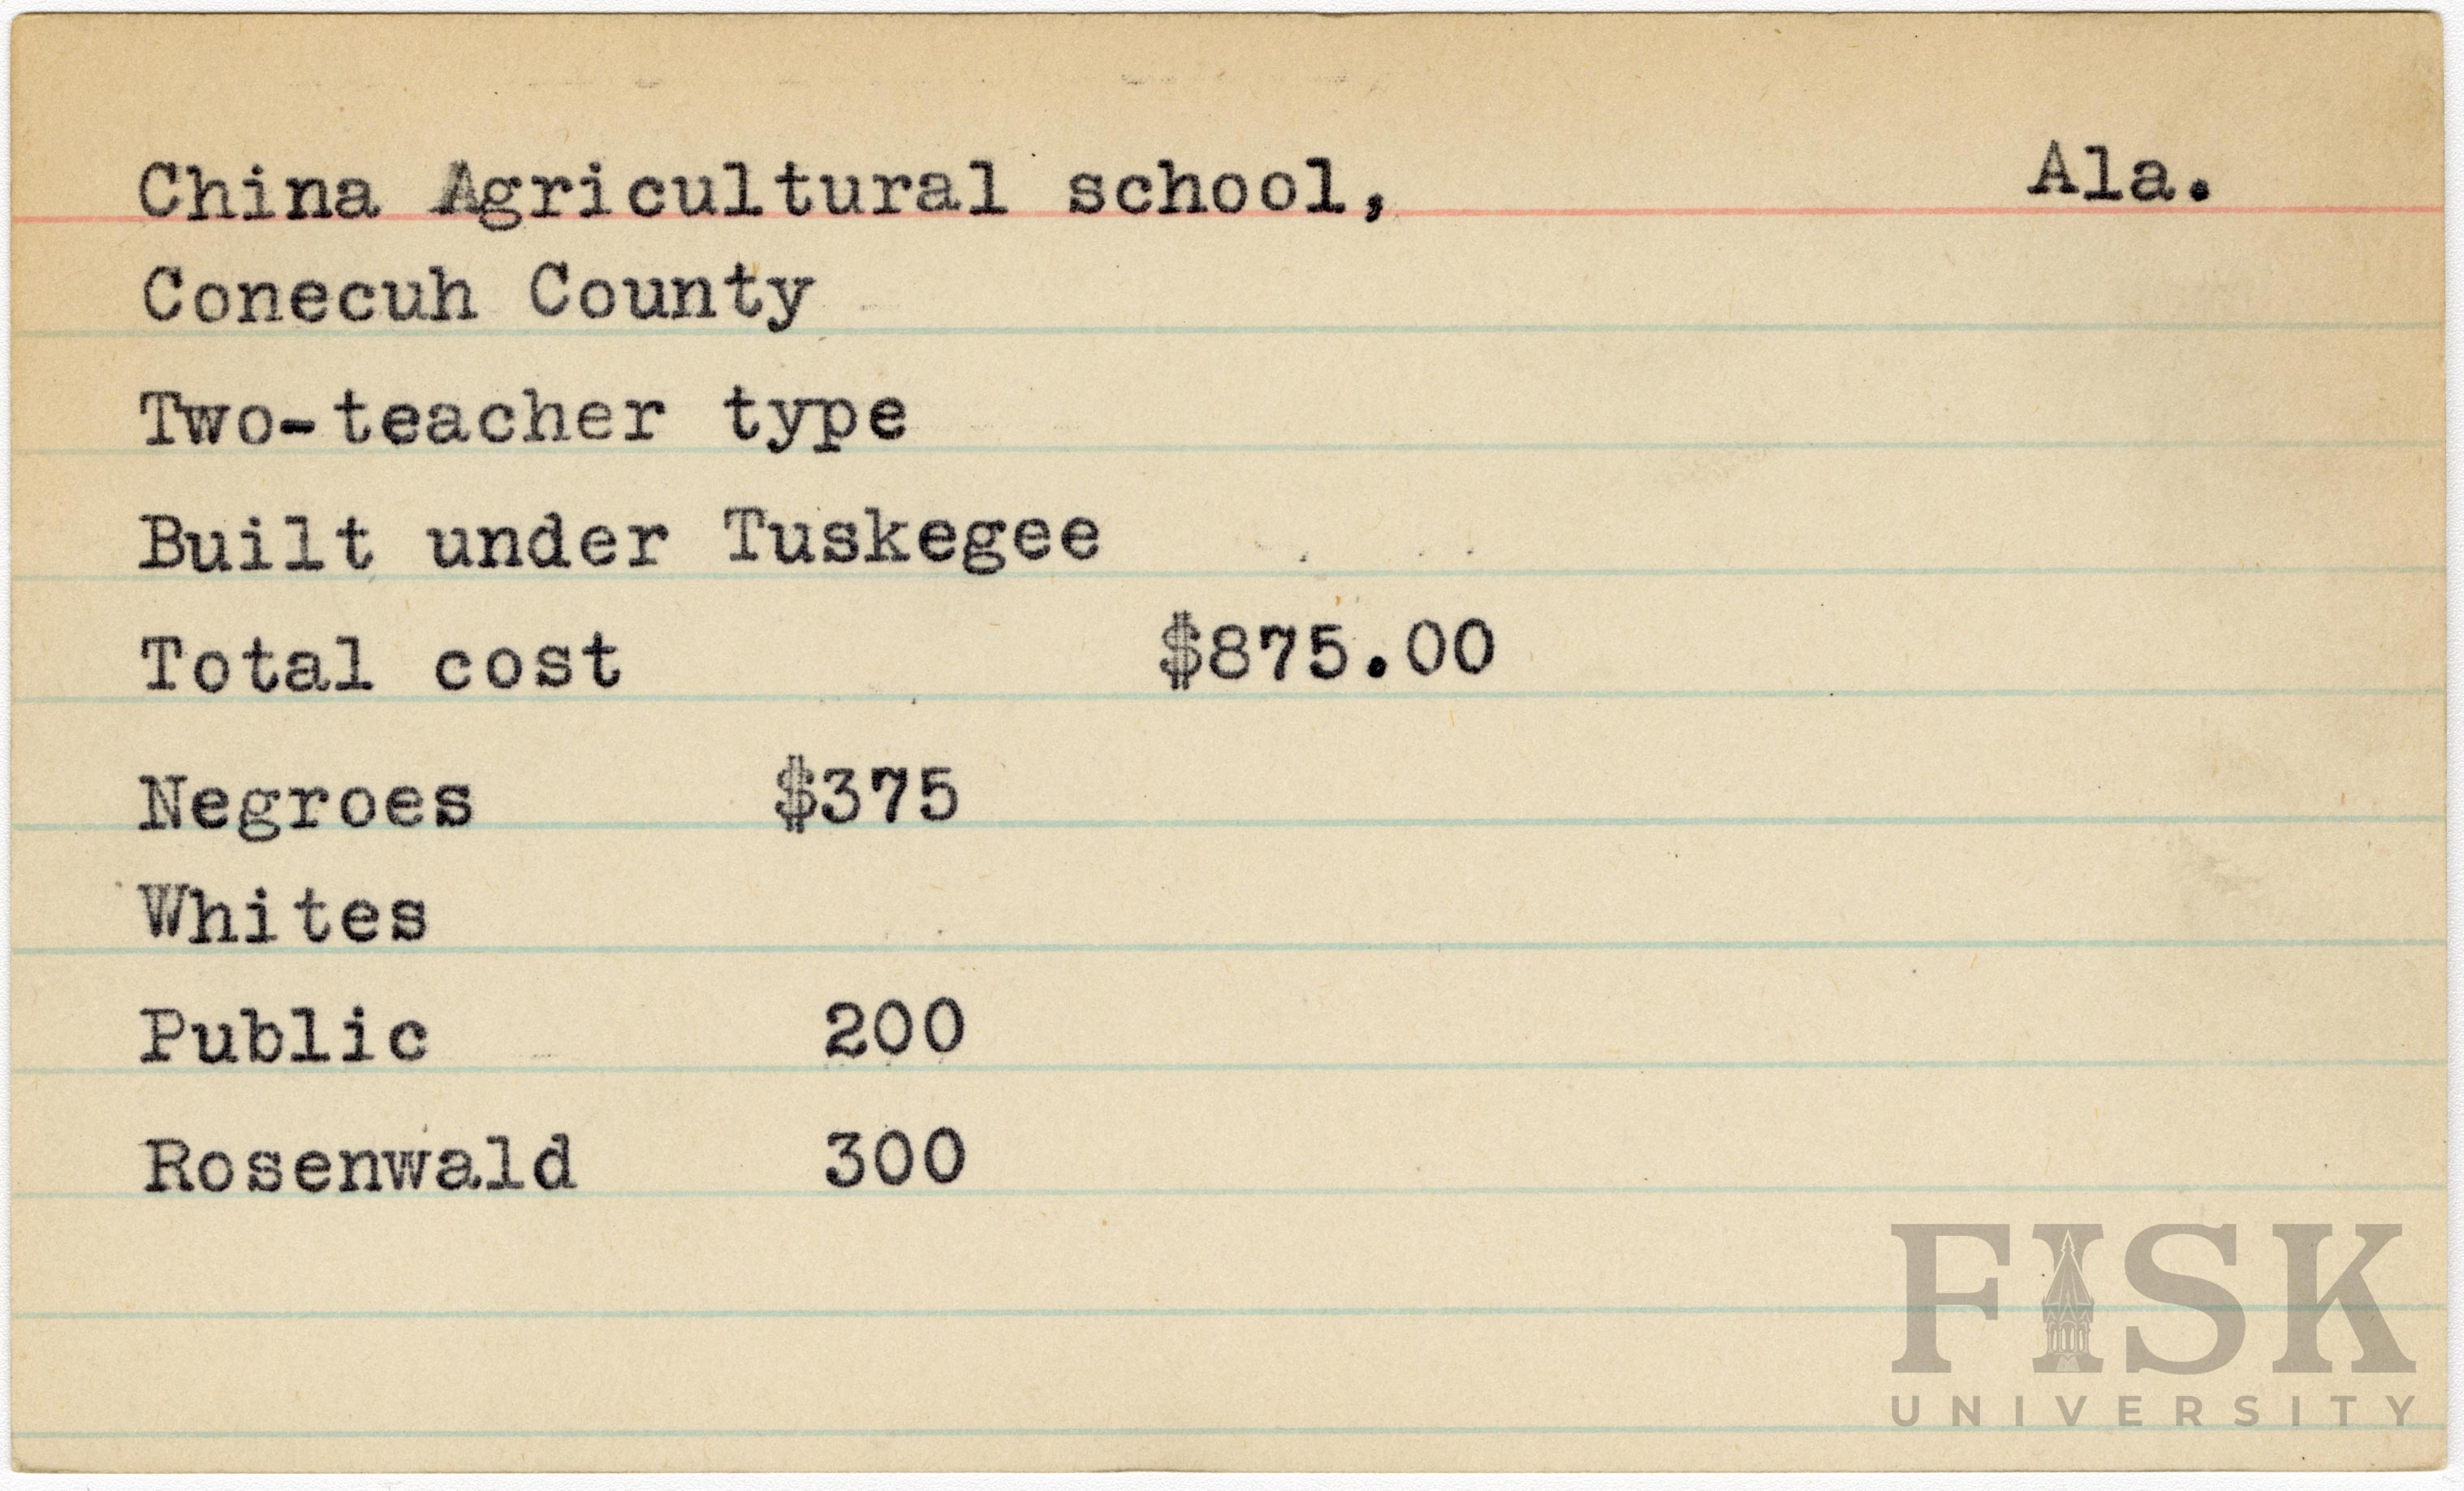 China Agricultural school, Ala.
Conecuh County
Two-teacher type
Built under Tuskegee
Total cost $875.00
Negroes $375
Whites
Public 200
Rosenwald 300
FISK
UNIVERSITY